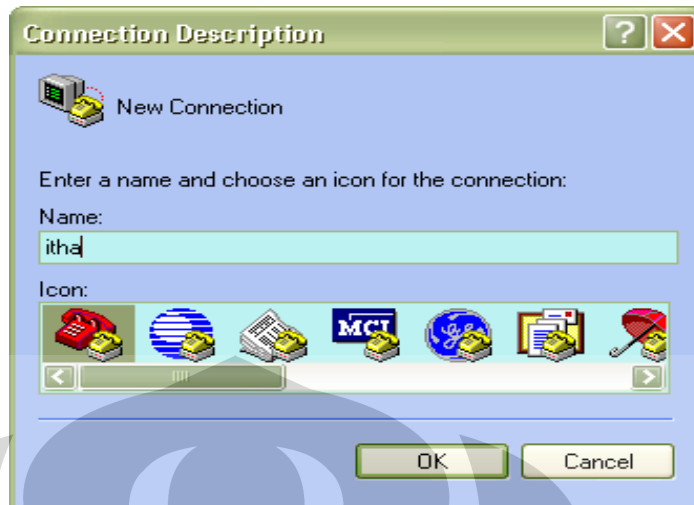 Connection Description
New Connection
Enter a name and choose an icon for the connection:
Name:
itha
Icon:
MCI
OK
Cancel